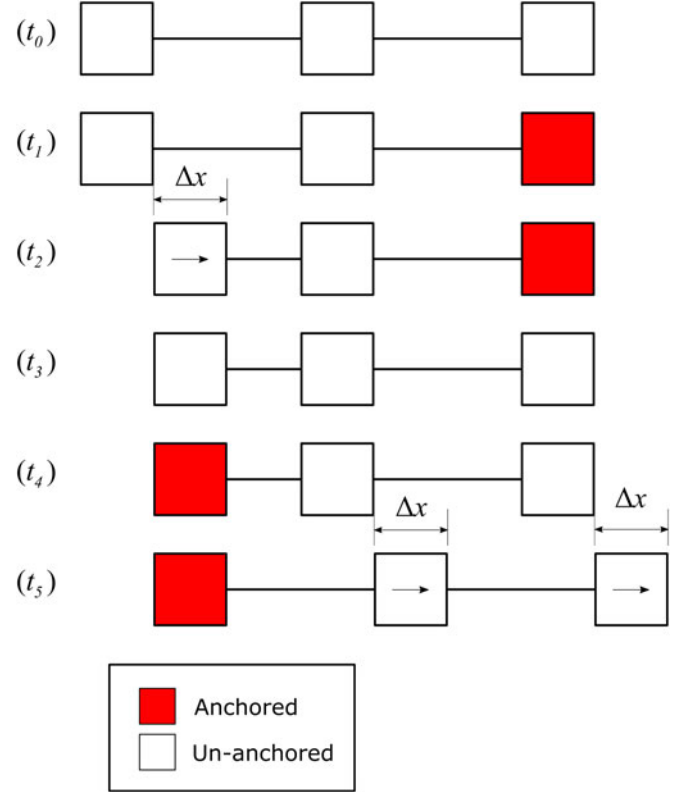 (t₀)
(t₁)
Δx
(t₂)
(t₃)
(t₄)
Δx Δx
(t₅)
Anchored
Un-anchored